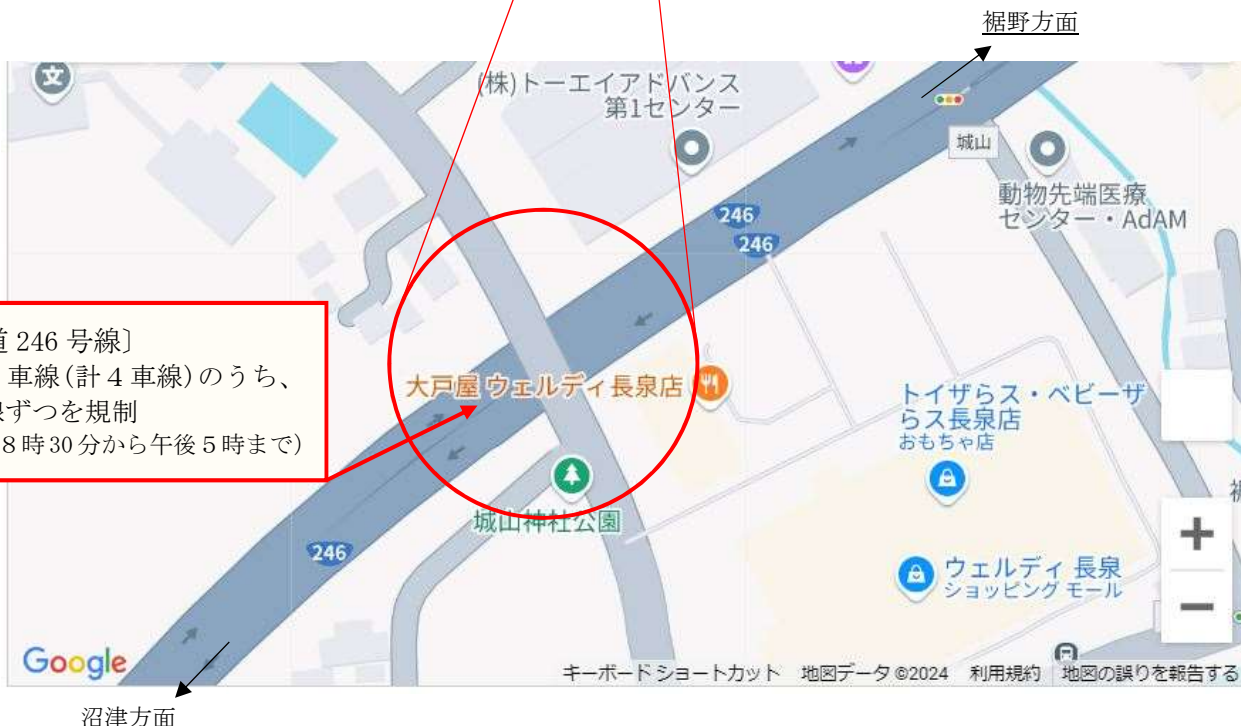 裾野方面
(株)トーエイアドバンス
第1センター
城山
動物先端医療
センター・AdAM
246
246
道 246 号線〕
車線(計４車線)のうち、
線ずつを規制
８時30分から午後５時まで)
大戸屋 ウェルディ長泉店
トイザらス・ベビーザ
らス長泉店
おもちゃ店
城山神社公園
246
ウェルディ 長泉
ショッピング モール
+
−
Google
キーボード ショートカット 地図データ ©2024 利用規約 地図の誤りを報告する
沼津方面